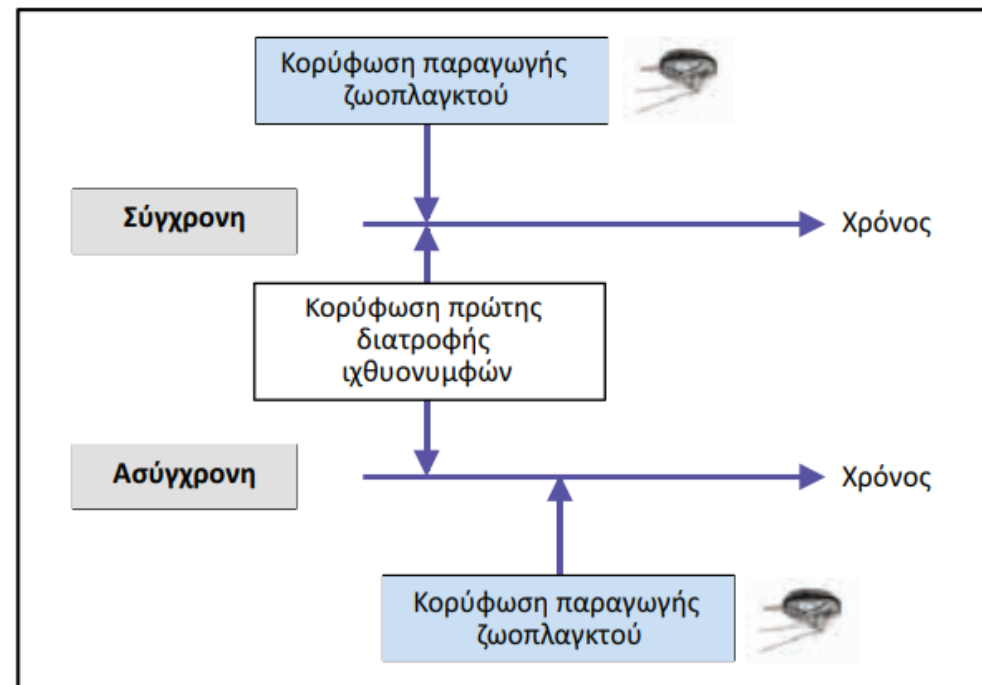 Κορύφωση παραγωγής
ζωοπλαγκτού
Σύγχρονη
Χρόνος
Κορύφωση πρώτης
διατροφής
ιχθυονυμφών
Ασύγχρονη
Χρόνος
Κορύφωση παραγωγής
ζωοπλαγκτού